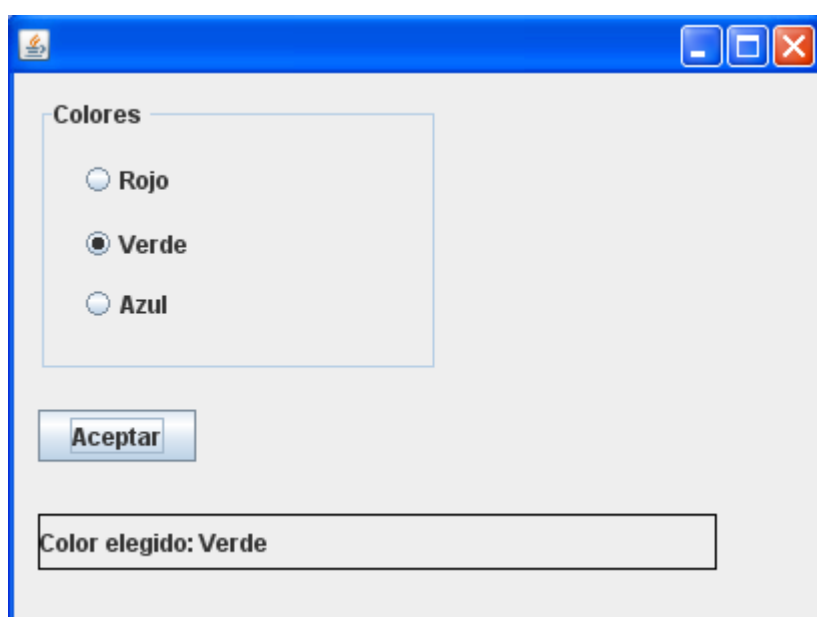 Colores
Rojo
Verde
Azul
Aceptar
Color elegido: Verde